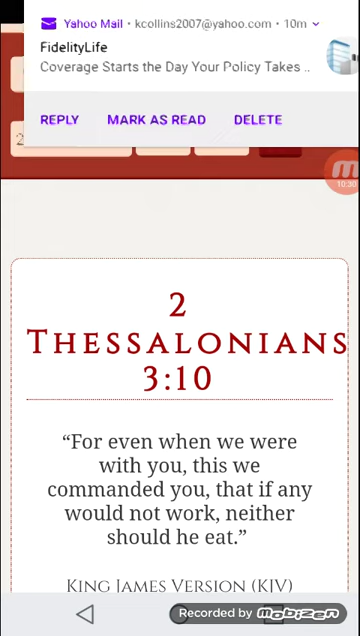 Yahoo Mail • kcollins2007@yahoo.com • 10m
FidelityLife
Coverage Starts the Day Your Policy Takes ..
REPLY MARK AS READ DELETE
10:30
2
Thessalonians
3:10
“For even when we were
with you, this we
commanded you, that if any
would not work, neither
should he eat.”
King James Version (KJV)
Recorded by mobizen